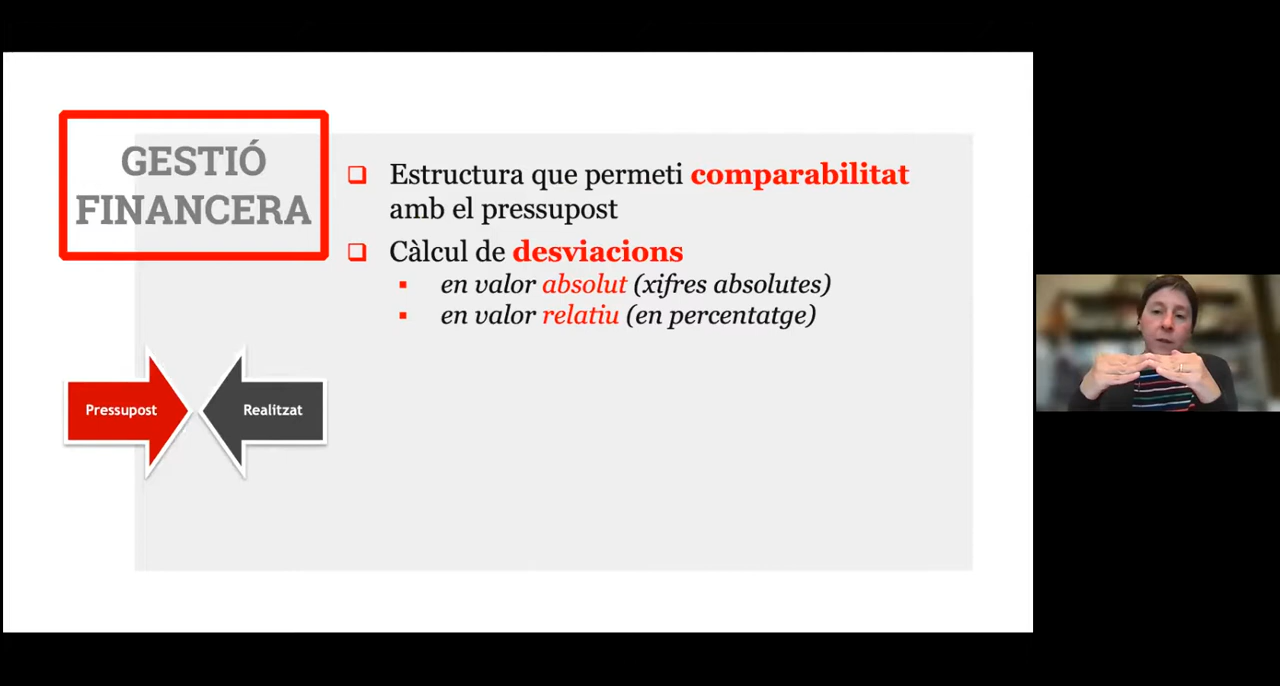 GESTIÓ
FINANCERA
Estructura que permeti comparabilitat
amb el pressupost
Càlcul de desviacions
en valor absolut (xifres absolutes)
en valor relatiu (en percentatge)
Pressupost
Realitzat